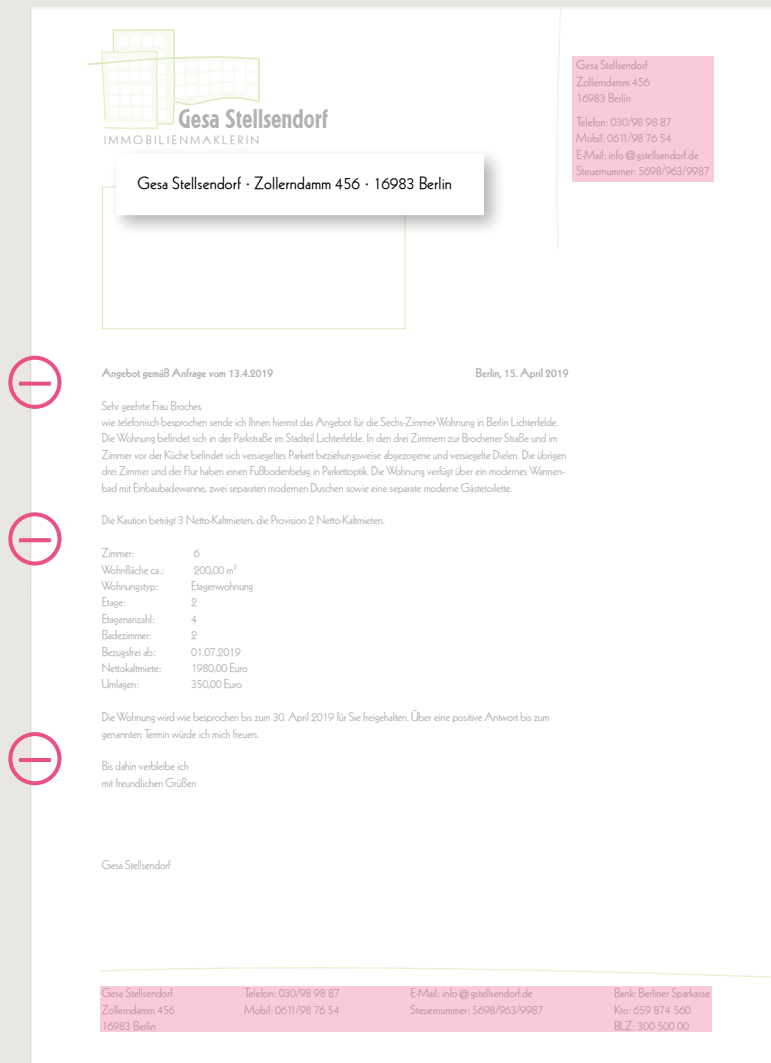 Gesa Stellsendorf
IMMOBILIENMAKLERIN
Gesa Stellsendorf
Zollerndamm 456
16983 Berlin
Telefon: 030/98 98 87
Mobil: 0611/98 76 54
E-Mail: info @ gstellsendorf.de
Steuernummer: 5698/963/9987
Gesa Stellsendorf · Zollerndamm 456 · 16983 Berlin
Angebot gemäß Anfrage vom 13.4.2019 Berlin, 15. April 2019
Sehr geehrte Frau Broches,
wie telefonisch besprochen sende ich Ihnen hiermit das Angebot für die Sechs-Zimmer-Wohnung in Berlin Lichterfelde.
Die Wohnung befindet sich in der Parkstraße im Stadteil Lichterfelde. In den drei Zimmern zur Brochener Straße und im
Zimmer vor der Küche befindet sich versiegeltes Parkett beziehungsweise abgezogene und versiegelte Dielen. Die übrigen
drei Zimmer und der Flur haben einen Fußbodenbelag in Parkettoptik. Die Wohnung verfügt über ein modernes Wannen-
bad mit Einbaubadewanne, zwei separaten modernen Duschen sowie eine separate moderne Gästetoilette.
Die Kaution beträgt 3 Netto-Kaltmieten, die Provision 2 Netto-Kaltmieten.
Zimmer: 6
Wohnfläche ca.: 200,00 m²
Wohnungstyp: Etagenwohnung
Etage: 2
Etagenanzahl: 4
Badezimmer: 2
Bezugsfrei ab: 01.07.2019
Nettokaltmiete: 1980,00 Euro
Umlagen: 350,00 Euro
Die Wohnung wird wie besprochen bis zum 30. April 2019 für Sie freigehalten. Über eine positive Antwort bis zum
genannten Termin würde ich mich freuen.
Bis dahin verbleibe ich
mit freundlichen Grüßen
Gesa Stellsendorf
Gesa Stellsendorf Telefon: 030/98 98 87 E-Mail: info @ gstellsendorf.de Bank: Berliner Sparkasse
Zollerndamm 456 Mobil: 0611/98 76 54 Steuernummer: 5698/963/9987 Kto: 659 874 560
16983 Berlin BLZ: 300 500 00